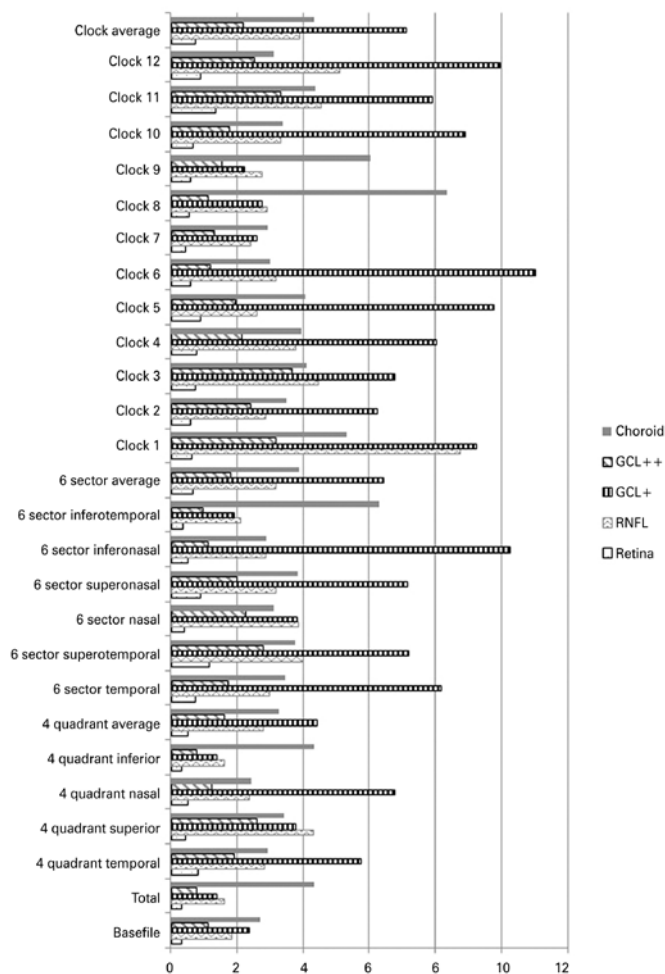 Clock average
Clock 12
Clock 11
Clock 10
Clock 9
Clock 8
Clock 7
Clock 6
Clock 5
Clock 4
Clock 3
Clock 2
Clock 1
6 sector average
6 sector inferotemporal
6 sector inferonasal
6 sector superonasal
6 sector nasal
6 sector superotemporal
6 sector temporal
4 quadrant average
4 quadrant inferior
4 quadrant nasal
4 quadrant superior
4 quadrant temporal
Total
Basefile
0 2 4 6 6 10 12
Choroid
GCL++
GCL+
RNFL
Retina